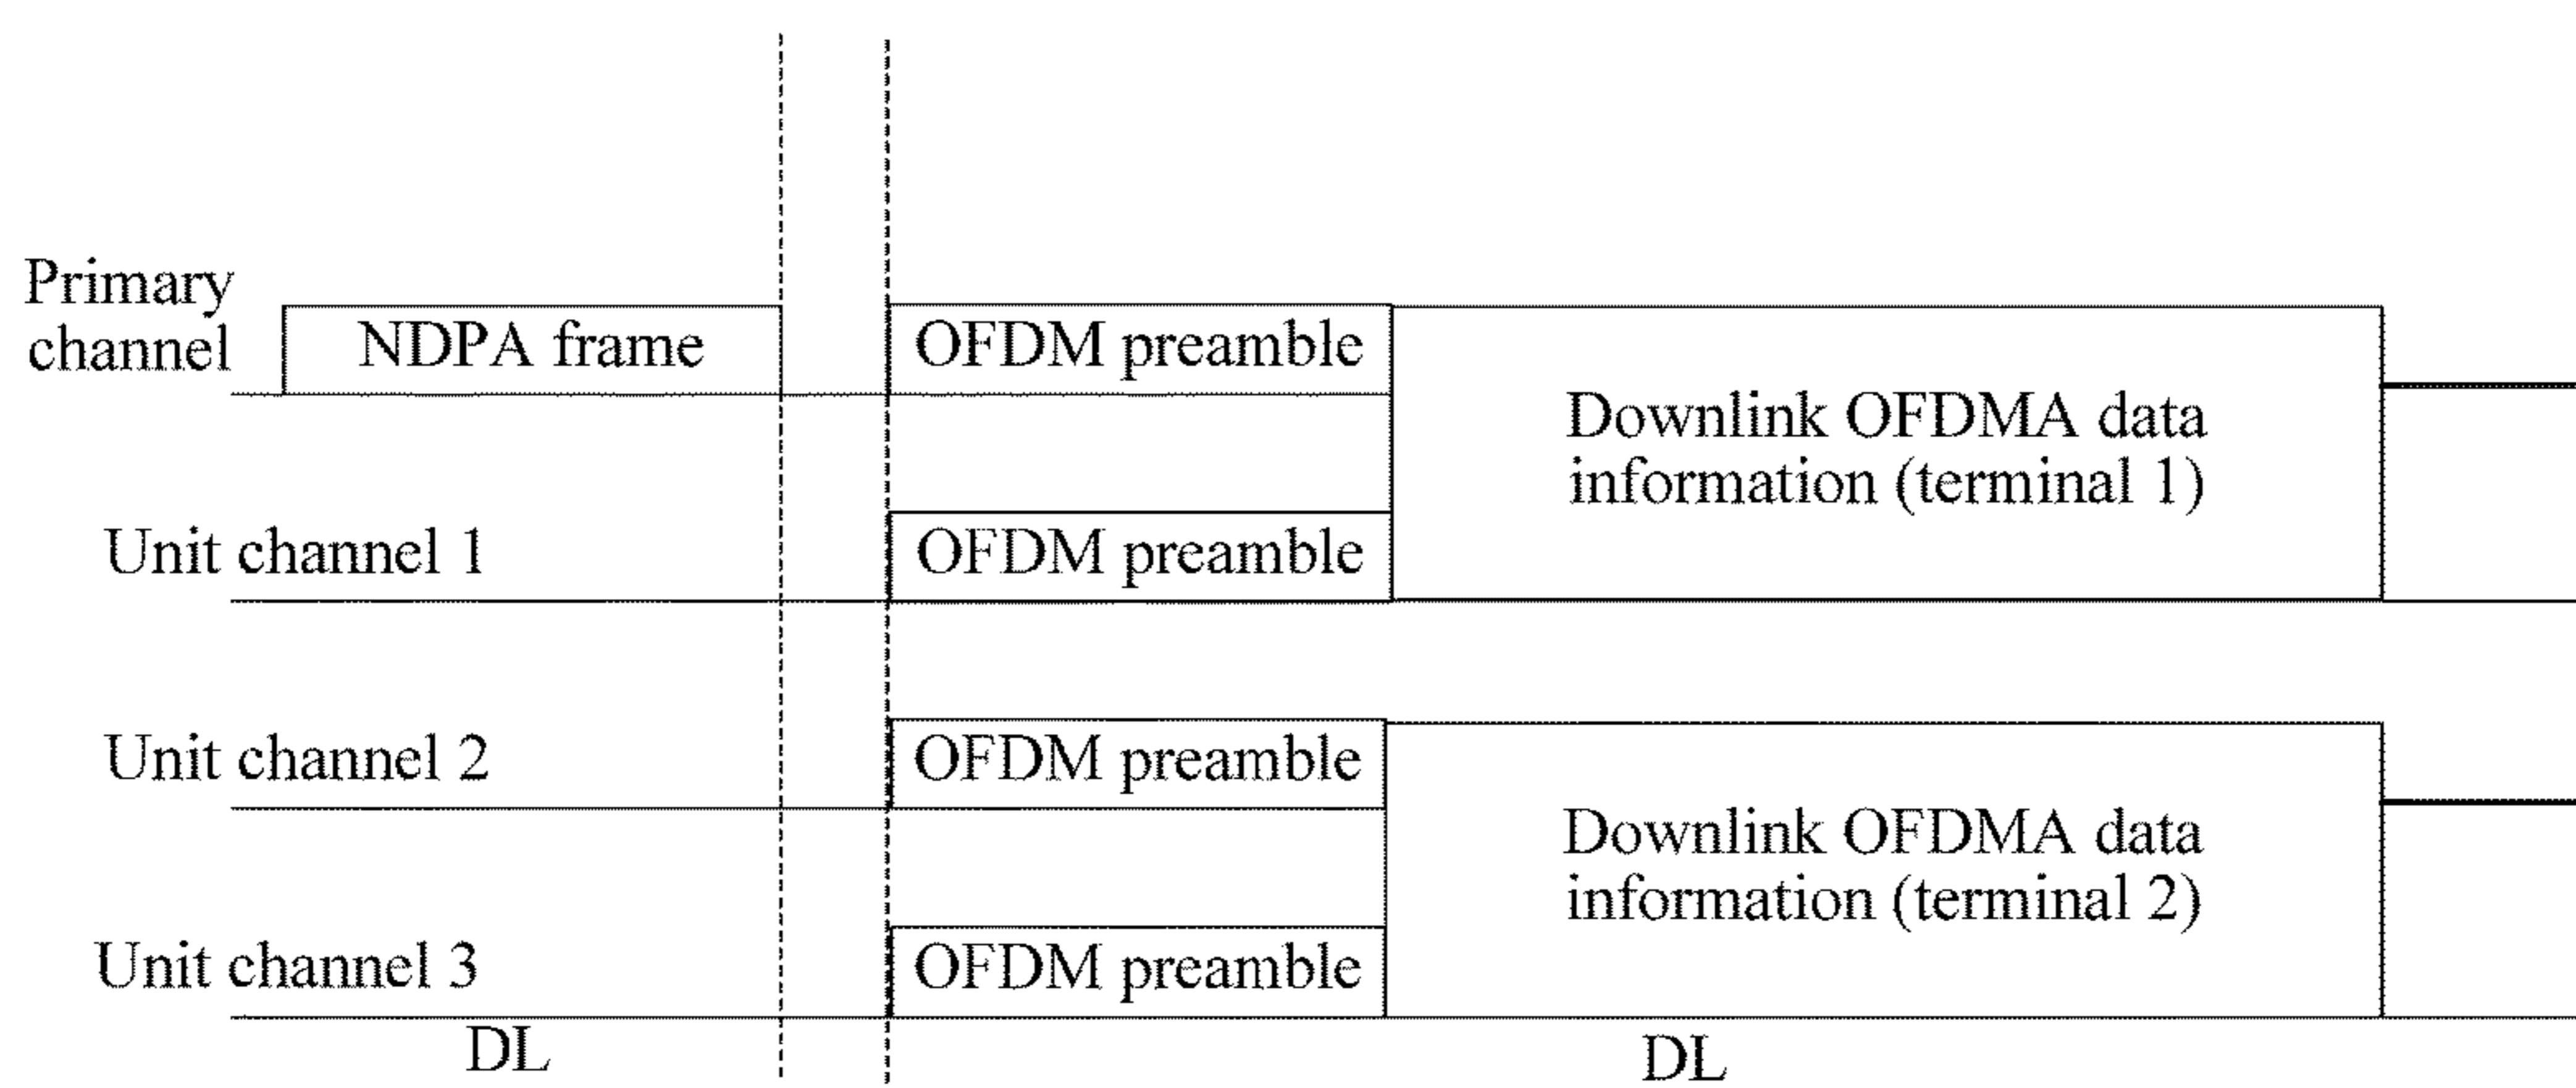 Primary
channel
NDPA frame
OFDM preamble
Downlink OFDMA data
information (terminal 1)
Unit channel 1
OFDM preamble
Unit channel 2
OFDM preamble
Downlink OFDMA data
information (terminal 2)
Unit channel 3
OFDM preamble
DL
DL